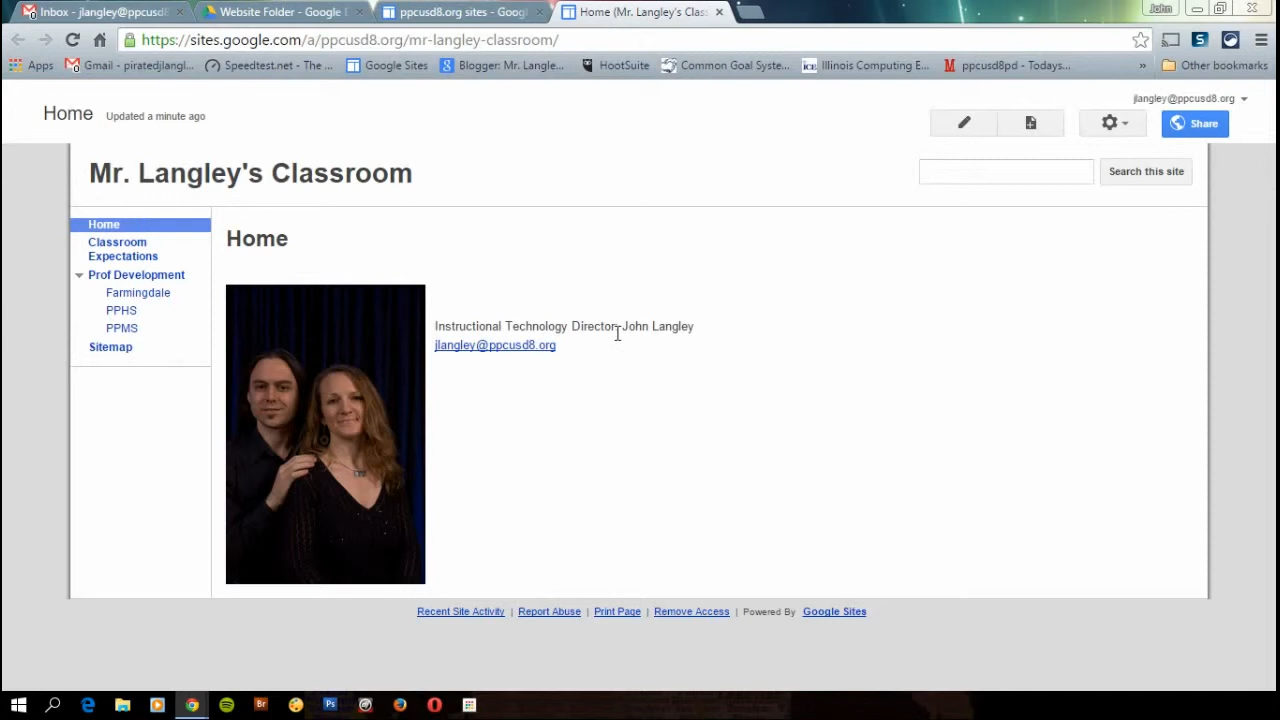 Inbox - jlangley@ppcusd8
Website Folder - Google
ppcusd8.org sites - Goog
Home (Mr. Langley's Class
John
https://sites.google.com/a/ppcusd8.org/mr-langley-classroom/
Apps
Gmail - piratedjlangl...
Speedtest.net - The ...
Google Sites
Blogger: Mr. Langle...
HootSuite
Common Goal Syste...
Illinois Computing E...
ppcusd8pd - Todays...
»
Other bookmarks
jlangley@ppcusd8.org
Home Updated a minute ago
Share
Mr. Langley's Classroom
Search this site
Home
Classroom
Expectations
Prof Development
Farmingdale
PPHS
PPMS
Sitemap
Home
Instructional Technology Director-John Langley
jlangley@ppcusd8.org
Recent Site Activity | Report Abuse | Print Page | Remove Access | Powered By Google Sites